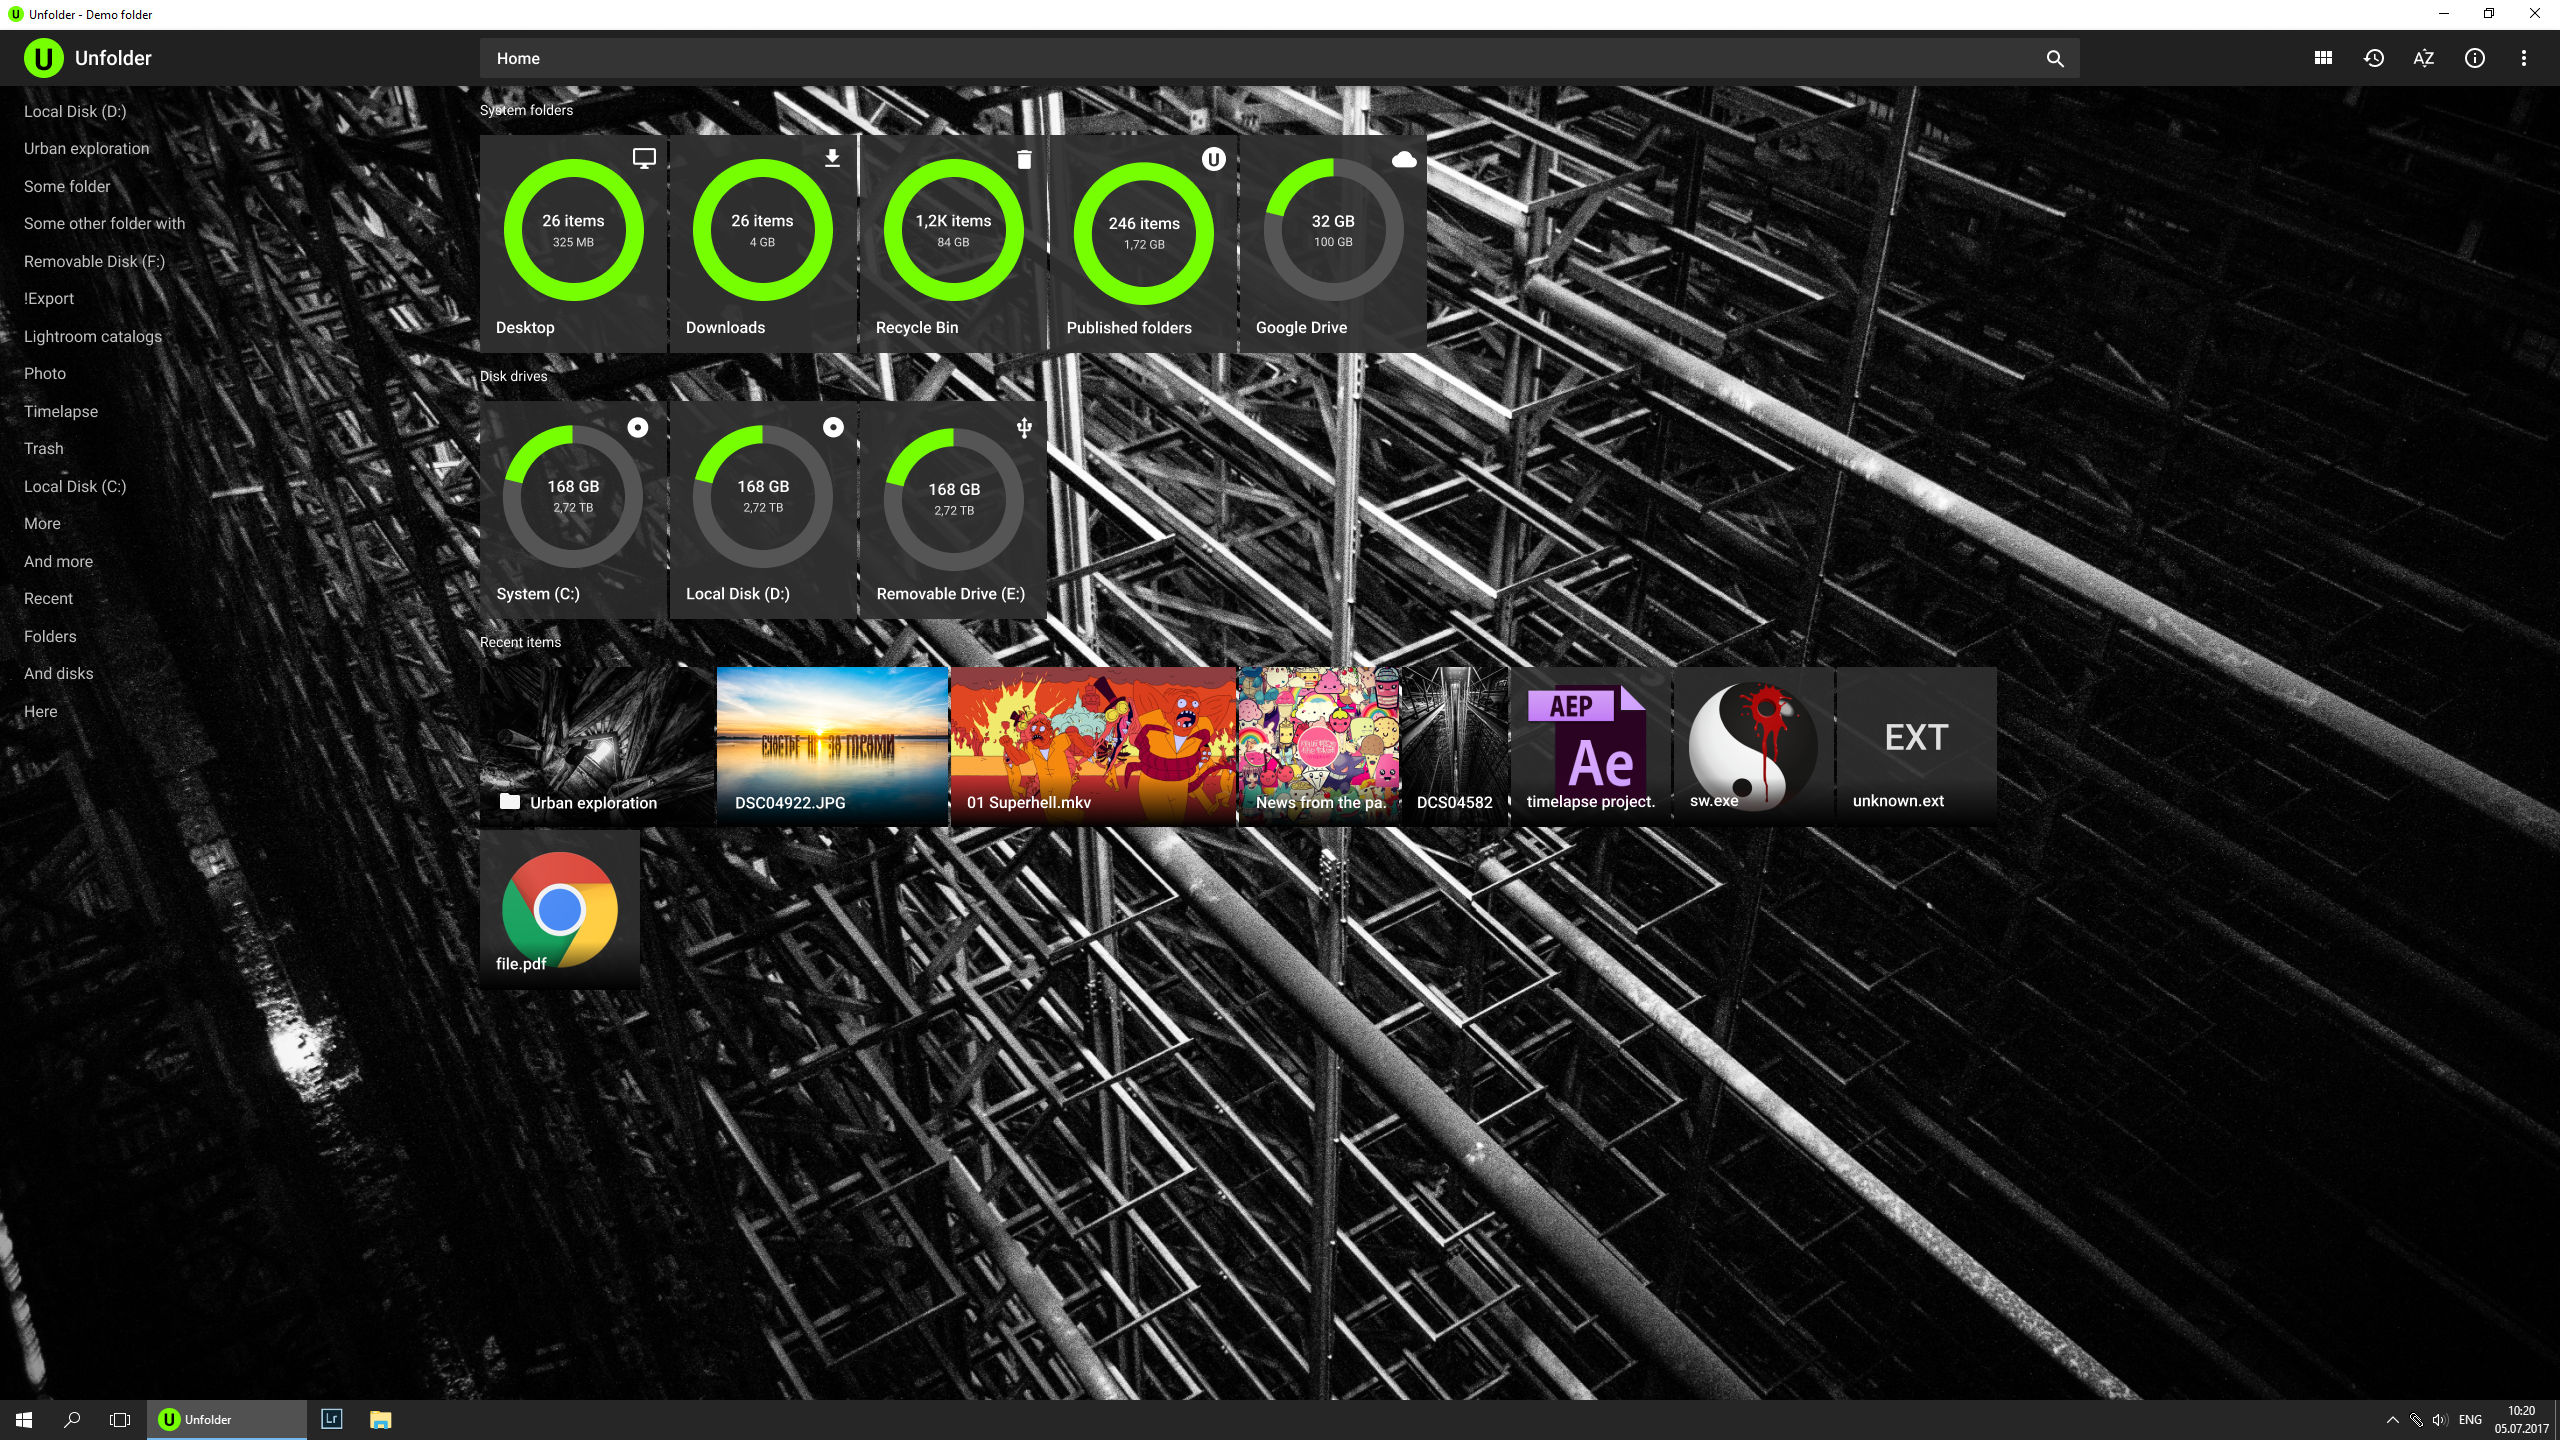 Unfolder - Demo folder
U Unfolder
Home
AZ
Local Disk (D:)
Urban exploration
Some folder
Some other folder with
Removable Disk (F:)
!Export
Lightroom catalogs
Photo
Timelapse
Trash
Local Disk (C:)
More
And more
Recent
Folders
And disks
Here
System folders
26 items
325 MB
Desktop
26 items
4 GB
Downloads
1,2K items
84 GB
Recycle Bin
U
246 items
1,72 GB
Published folders
32 GB
100 GB
Google Drive
Disk drives
168 GB
2,72 TB
System (C:)
168 GB
2,72 TB
Local Disk (D:)
168 GB
2,72 TB
Removable Drive (E:)
Recent items
Urban exploration
СЧАСТЬЕ НЕ ЗА ГОРАМИ
DSC04922.JPG
01 Superhell.mkv
News from the pa.
DCS04582
AEP
Ae
timelapse project.
sw.exe
EXT
unknown.ext
file.pdf
U Unfolder
Lr
ENG
10:20
05.07.2017